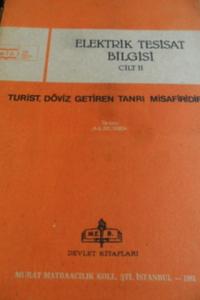 ELEKTRİK TESİSAT
BİLGİSİ
CİLT II
TURİST, DÖVİZ GETİREN TANRI MİSAFİRİDİR
DEVLET KİTAPLARI
MURAT MATBAACILIK KOLL. ŞTİ. İSTANBUL — 1981